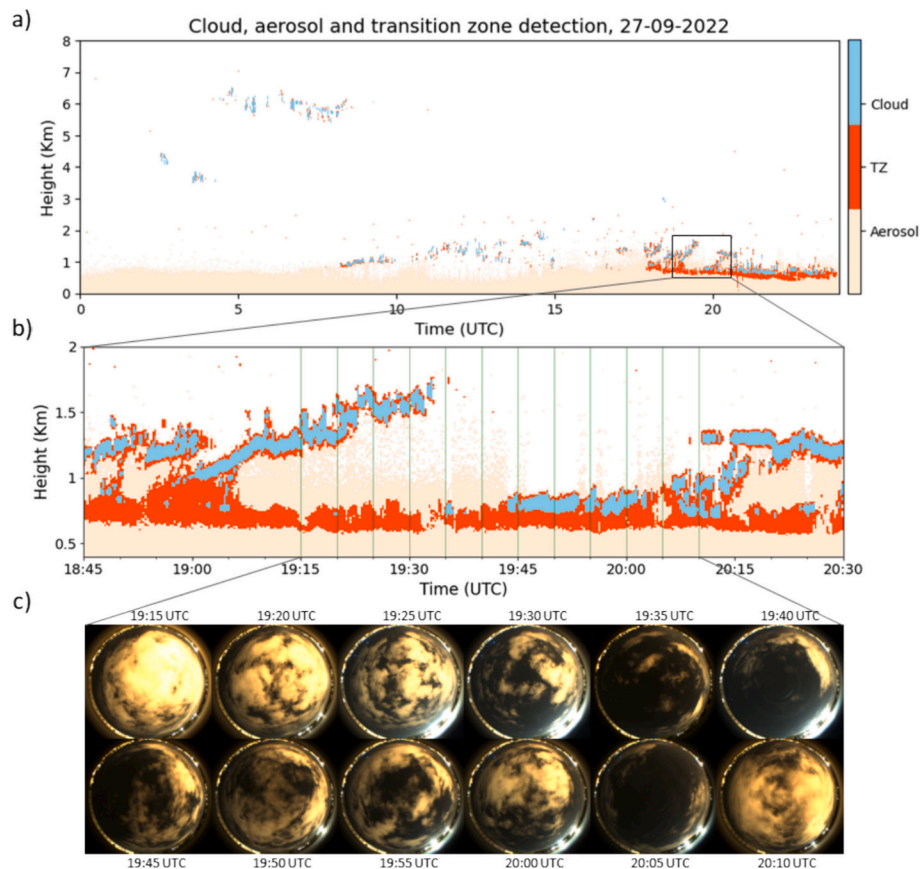 a)
Cloud, aerosol and transition zone detection, 27-09-2022
8
7
6
5
4
3
2
1
0
Height (Km)
0 5 10 15 20
Time (UTC)
Cloud
TZ
Aerosol
b)
2
1.5
1
0.5
Height (Km)
18:45 19:00 19:15 19:30 19:45 20:00 20:15 20:30
Time (UTC)
c)
19:15 UTC 19:20 UTC 19:25 UTC 19:30 UTC 19:35 UTC 19:40 UTC
19:45 UTC 19:50 UTC 19:55 UTC 20:00 UTC 20:05 UTC 20:10 UTC